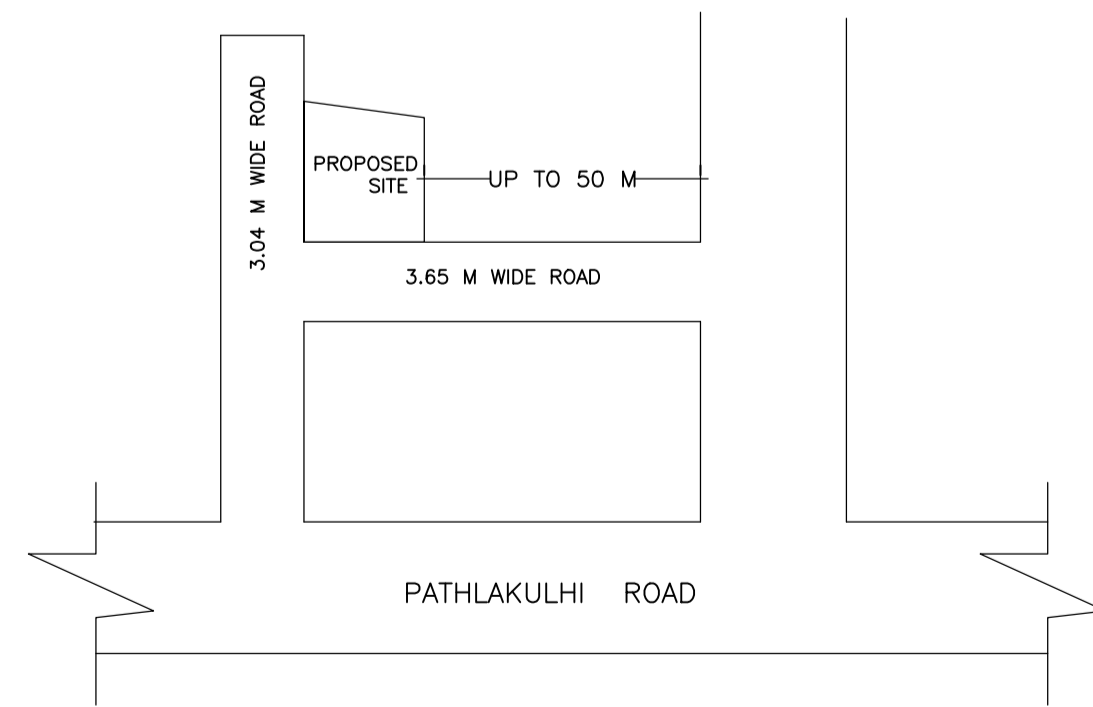 3.04 M WIDE ROAD
PROPOSED
SITE
UP TO 50 M
3.65 M WIDE ROAD
PATHLAKULHI ROAD